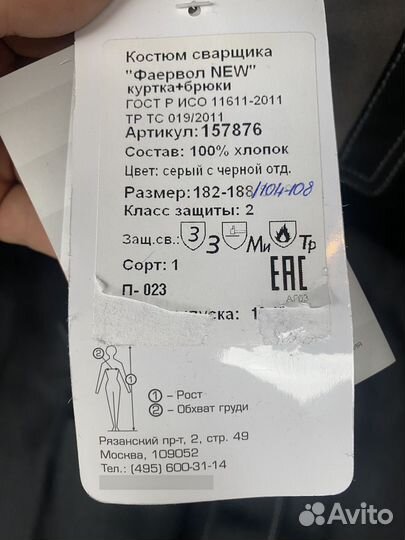 Костюм сварщика
"Фаервол NEW"
куртка+брюки
ГОСТ Р ИСО 11611-2011
ТР ТС 019/2011
Артикул: 157876
Состав: 100% хлопок
Цвет: серый с черной отд.
Размер: 182-188/104-108
Класс защиты: 2
Защ.св.: З З Ми Тр
Сорт: 1
ЕАС
П- 023
АГ03
1 – Рост
2 – Обхват груди
Рязанский пр-т, 2, стр. 49
Москва, 109052
Тел.: (495) 600-31-14
Avito